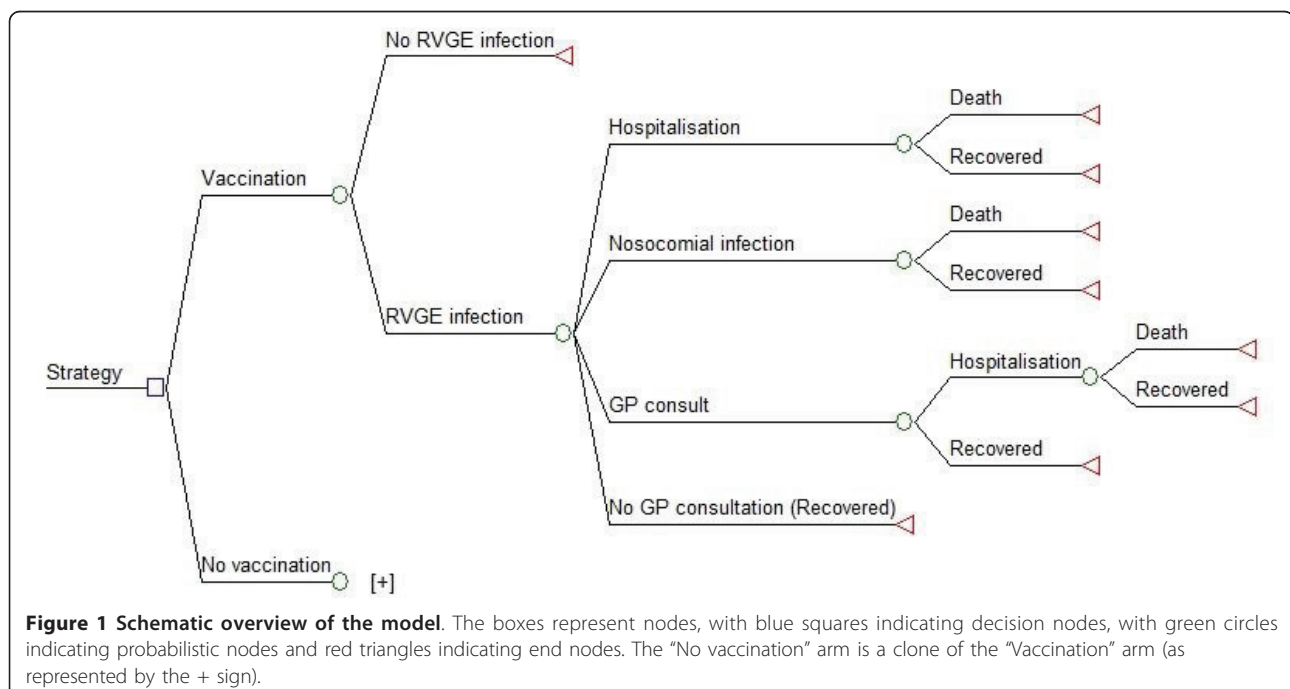 No RVGE infection
Death
Hospitalisation
Recovered
Vaccination
Death
Nosocomial infection
Recovered
RVGE infection
Death
Hospitalisation
Strategy
Recovered
GP consult
Recovered
No GP consultation (Recovered)
No vaccination
[+]
Figure 1 Schematic overview of the model. The boxes represent nodes, with blue squares indicating decision nodes, with green circles
indicating probabilistic nodes and red triangles indicating end nodes. The “No vaccination” arm is a clone of the “Vaccination” arm (as
represented by the + sign).